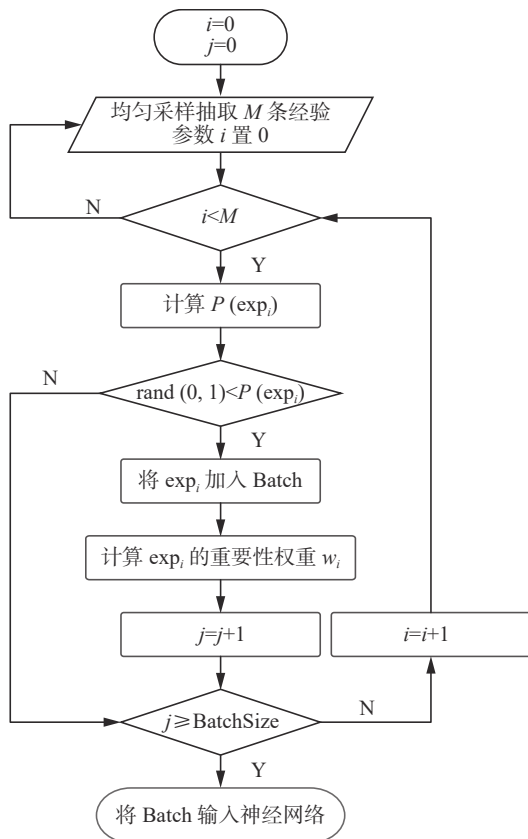 i=0
j=0
均匀采样抽取 M 条经验
参数 i 置 0
N
i<M
Y
计算 P (expᵢ)
N
rand (0, 1)<P (expᵢ)
Y
将 expᵢ 加入 Batch
计算 expᵢ 的重要性权重 wᵢ
j=j+1
i=i+1
j⩾BatchSize
N
Y
将 Batch 输入神经网络